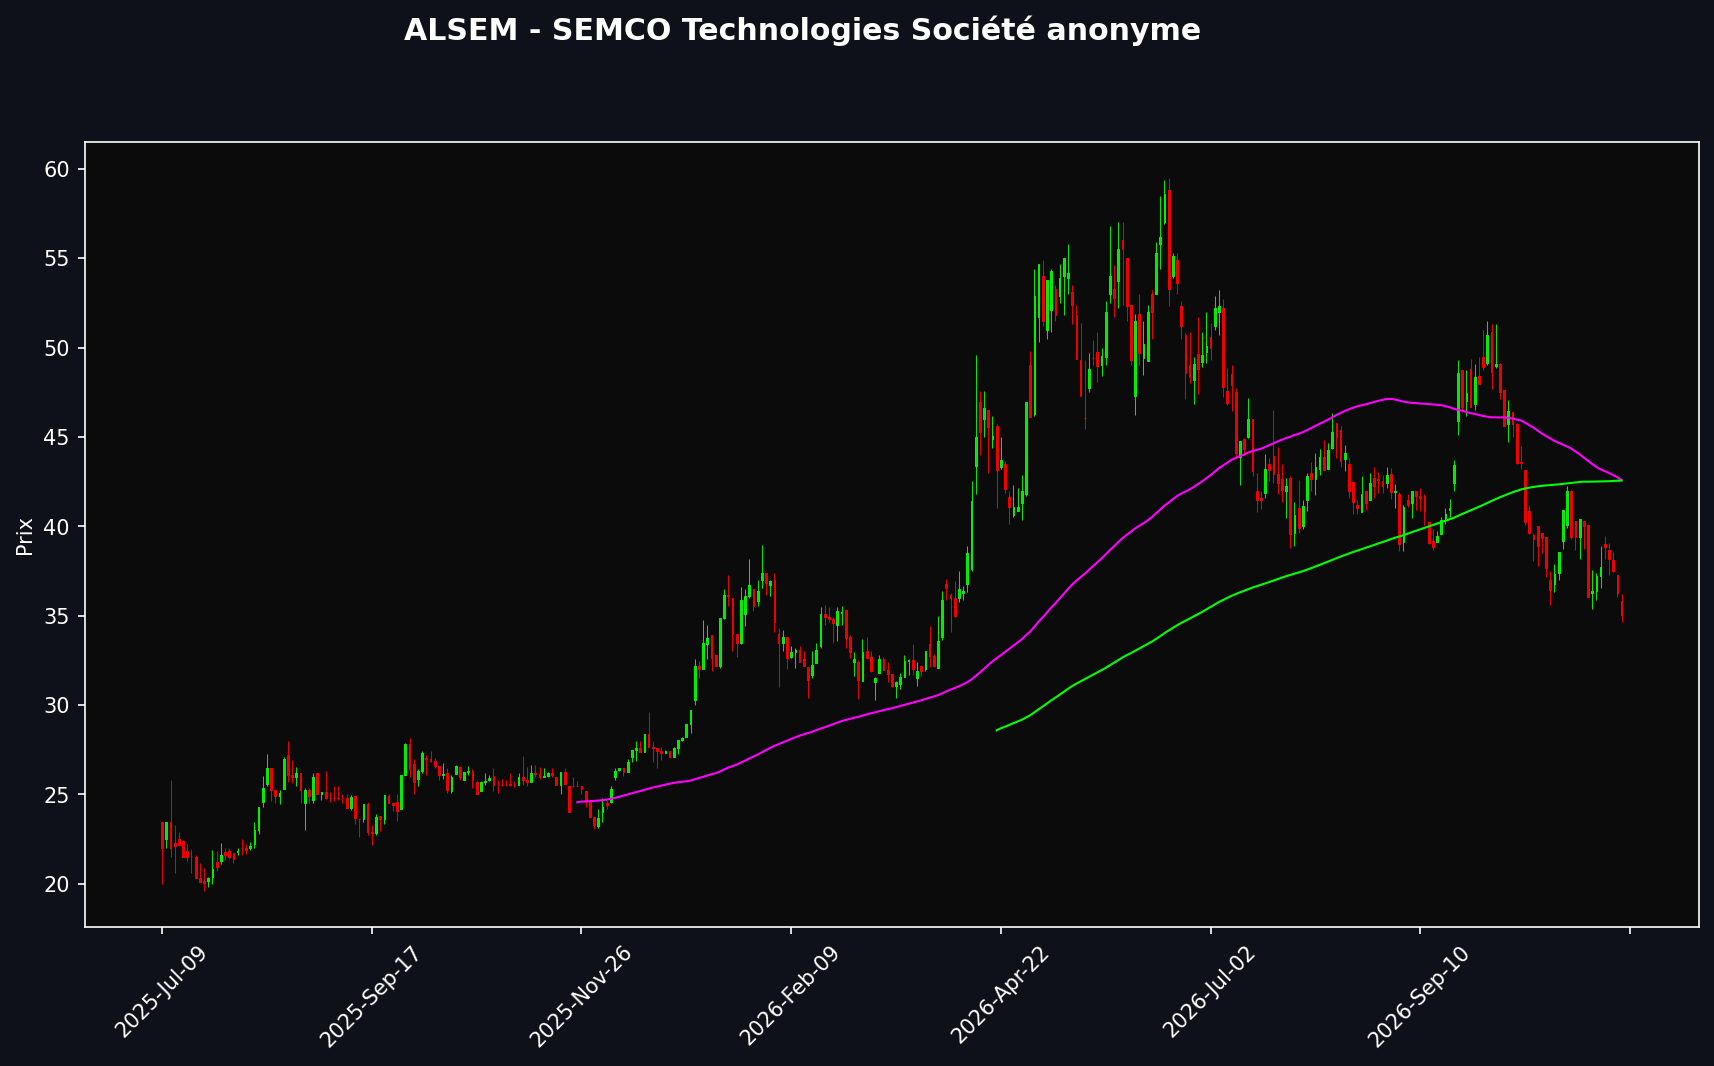 ALSEM - SEMCO Technologies Société anonyme
Prix
60
55
50
45
40
35
30
25
20
2025-Jul-09
2025-Sep-17
2025-Nov-26
2026-Feb-09
2026-Apr-22
2026-Jul-02
2026-Sep-10